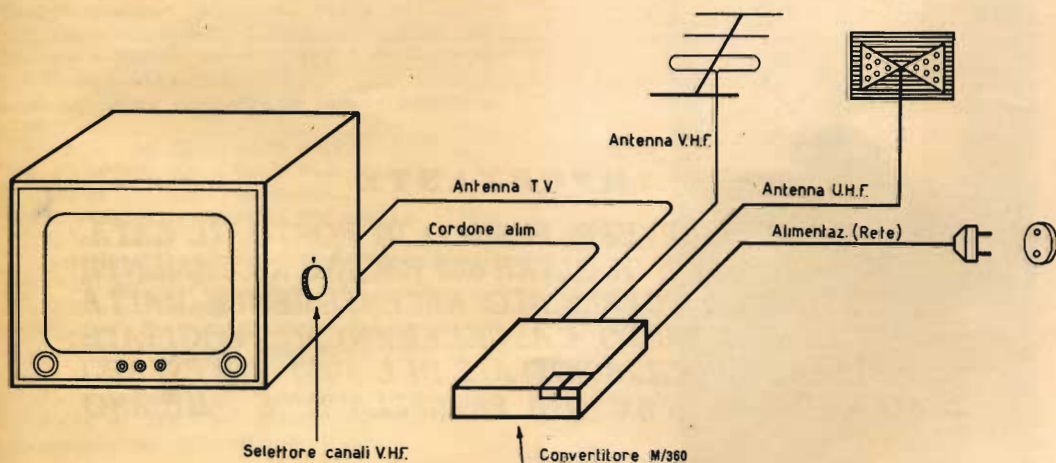 Antenna V.H.F.
Antenna T.V.
Antenna U.H.F.
Cordone alim
Alimentaz. (Rete)
Selettore canali V.H.F.
Convertitore M/360